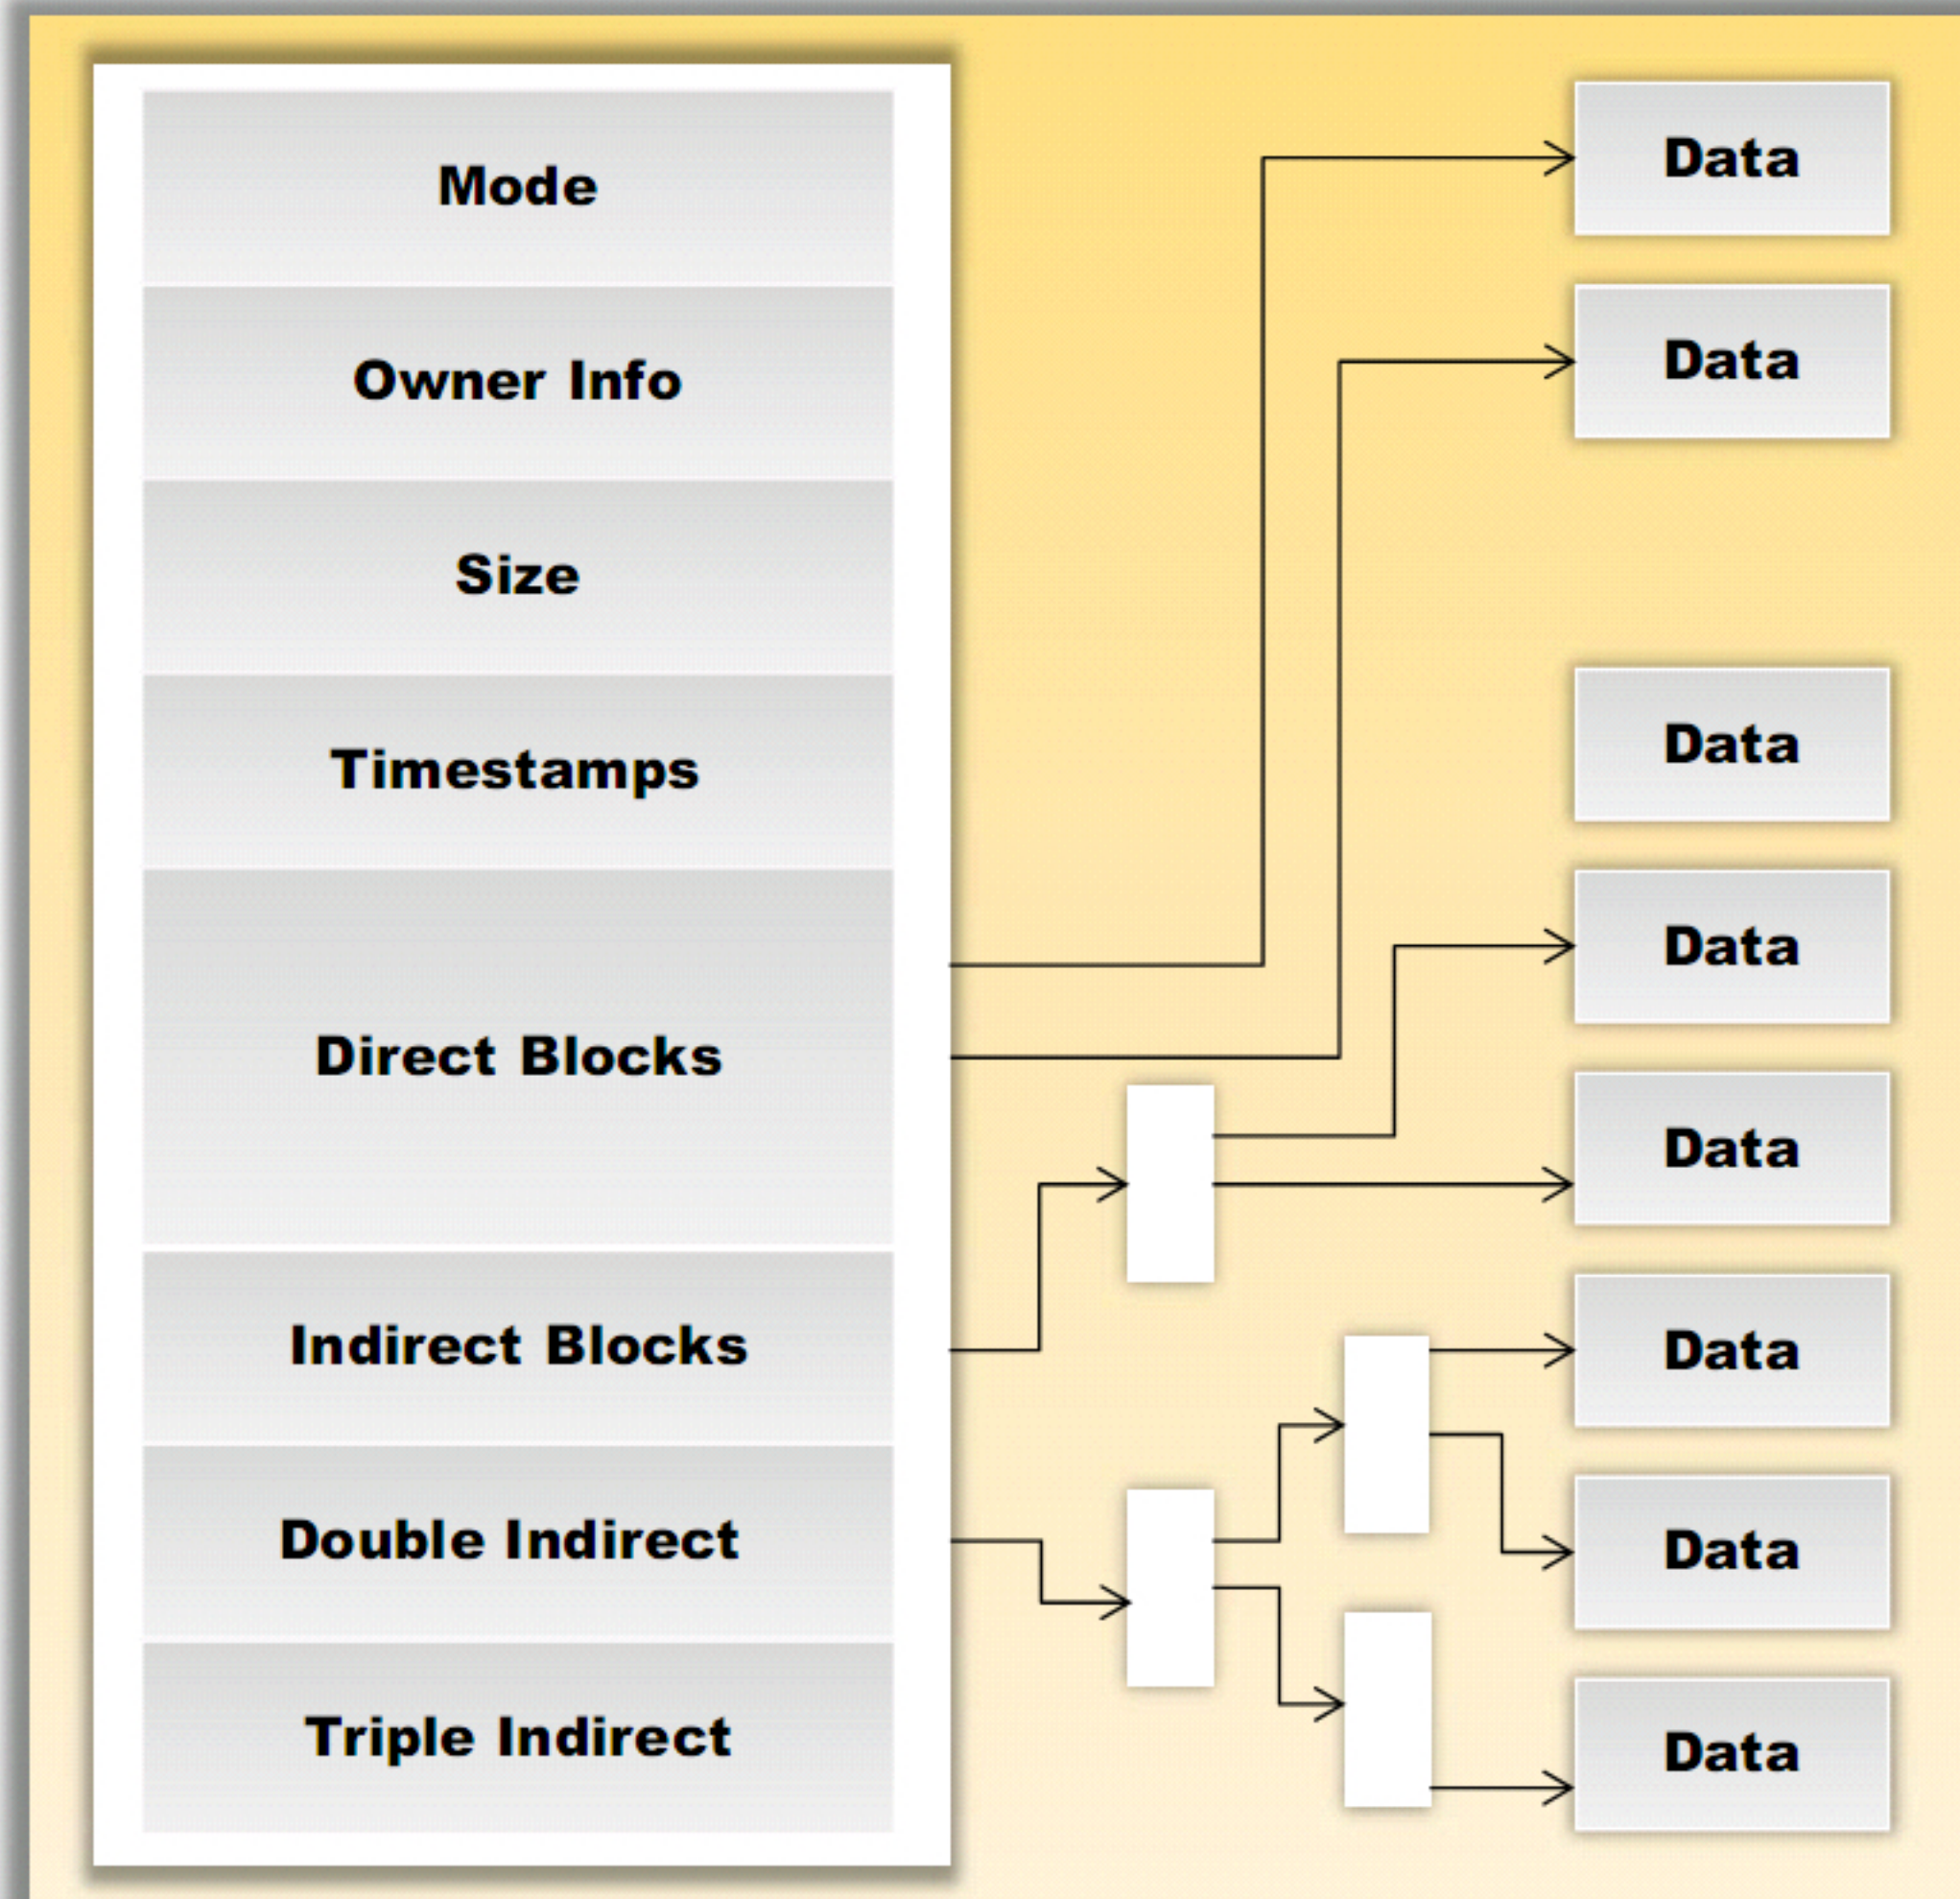 Mode
Owner Info
Size
Timestamps
Direct Blocks
Indirect Blocks
Double Indirect
Triple Indirect
Data
Data
Data
Data
Data
Data
Data
Data